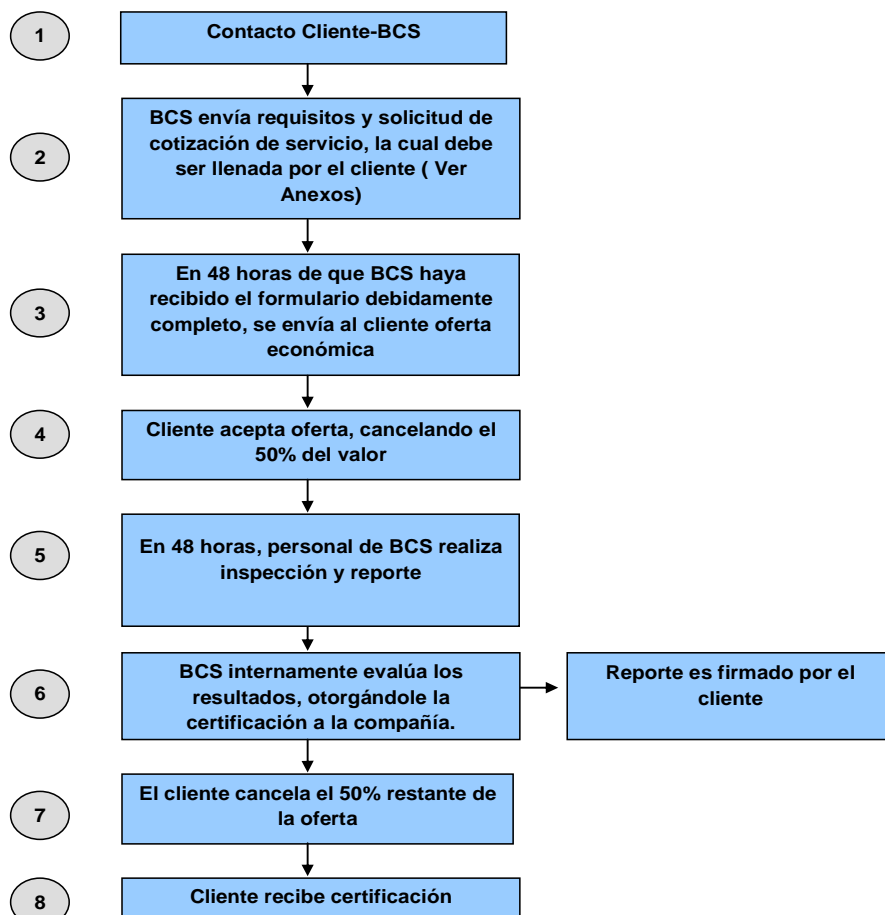 1
Contacto Cliente-BCS
2
BCS envía requisitos y solicitud de
cotización de servicio, la cual debe
ser llenada por el cliente ( Ver
Anexos)
3
En 48 horas de que BCS haya
recibido el formulario debidamente
completo, se envía al cliente oferta
económica
4
Cliente acepta oferta, cancelando el
50% del valor
5
En 48 horas, personal de BCS realiza
inspección y reporte
6
BCS internamente evalúa los
resultados, otorgándole la
certificación a la compañía.
Reporte es firmado por el
cliente
7
El cliente cancela el 50% restante de
la oferta
8
Cliente recibe certificación